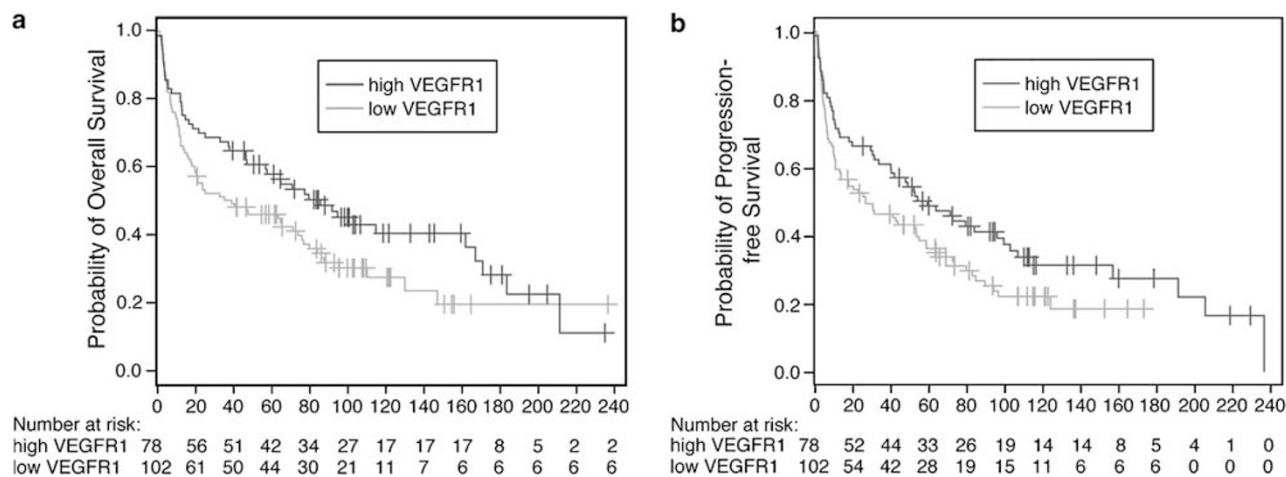 a
1.0
0.8
0.6
0.4
0.2
0.0
Probability of Overall Survival
high VEGFR1
low VEGFR1
0 20 40 60 80 100 120 140 160 180 200 220 240
Number at risk:
high VEGFR1 78 56 51 42 34 27 17 17 17 8 5 2 2
low VEGFR1 102 61 50 44 30 21 11 7 6 6 6 6 6
b
1.0
0.8
0.6
0.4
0.2
0.0
Probability of Progression-
free Survival
high VEGFR1
low VEGFR1
0 20 40 60 80 100 120 140 160 180 200 220 240
Number at risk:
high VEGFR1 78 52 44 33 26 19 14 14 8 5 4 1 0
low VEGFR1 102 54 42 28 19 15 11 6 6 6 0 0 0